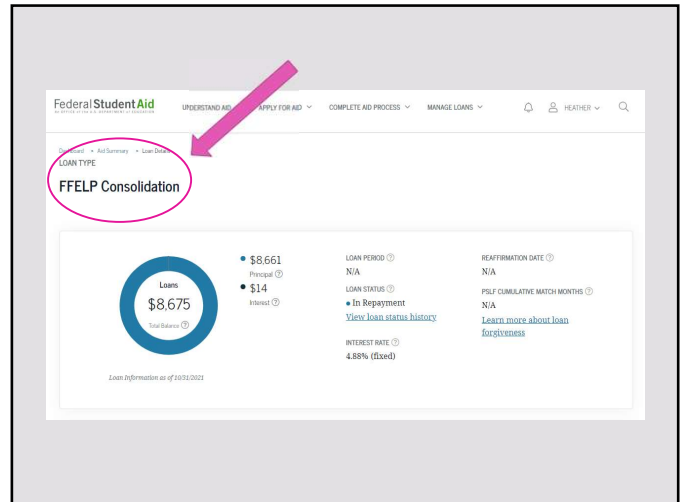 Federal Student Aid
UNDERSTAND AID APPLY FOR AID COMPLETE AID PROCESS MANAGE LOANS HEATHER
AN OFFICE OF THE U.S. DEPARTMENT OF EDUCATION
Dashboard • Aid Summary • Loan Details
LOAN TYPE
FFELP Consolidation
Loans
$8,675
Total Balance ?
Loan Information as of 10/31/2021
• $8,661
Principal ?
• $14
Interest ?
LOAN PERIOD ?
N/A
LOAN STATUS ?
• In Repayment
View loan status history
INTEREST RATE ?
4.88% (fixed)
REAFFIRMATION DATE ?
N/A
PSLF CUMULATIVE MATCH MONTHS ?
N/A
Learn more about loan
forgiveness